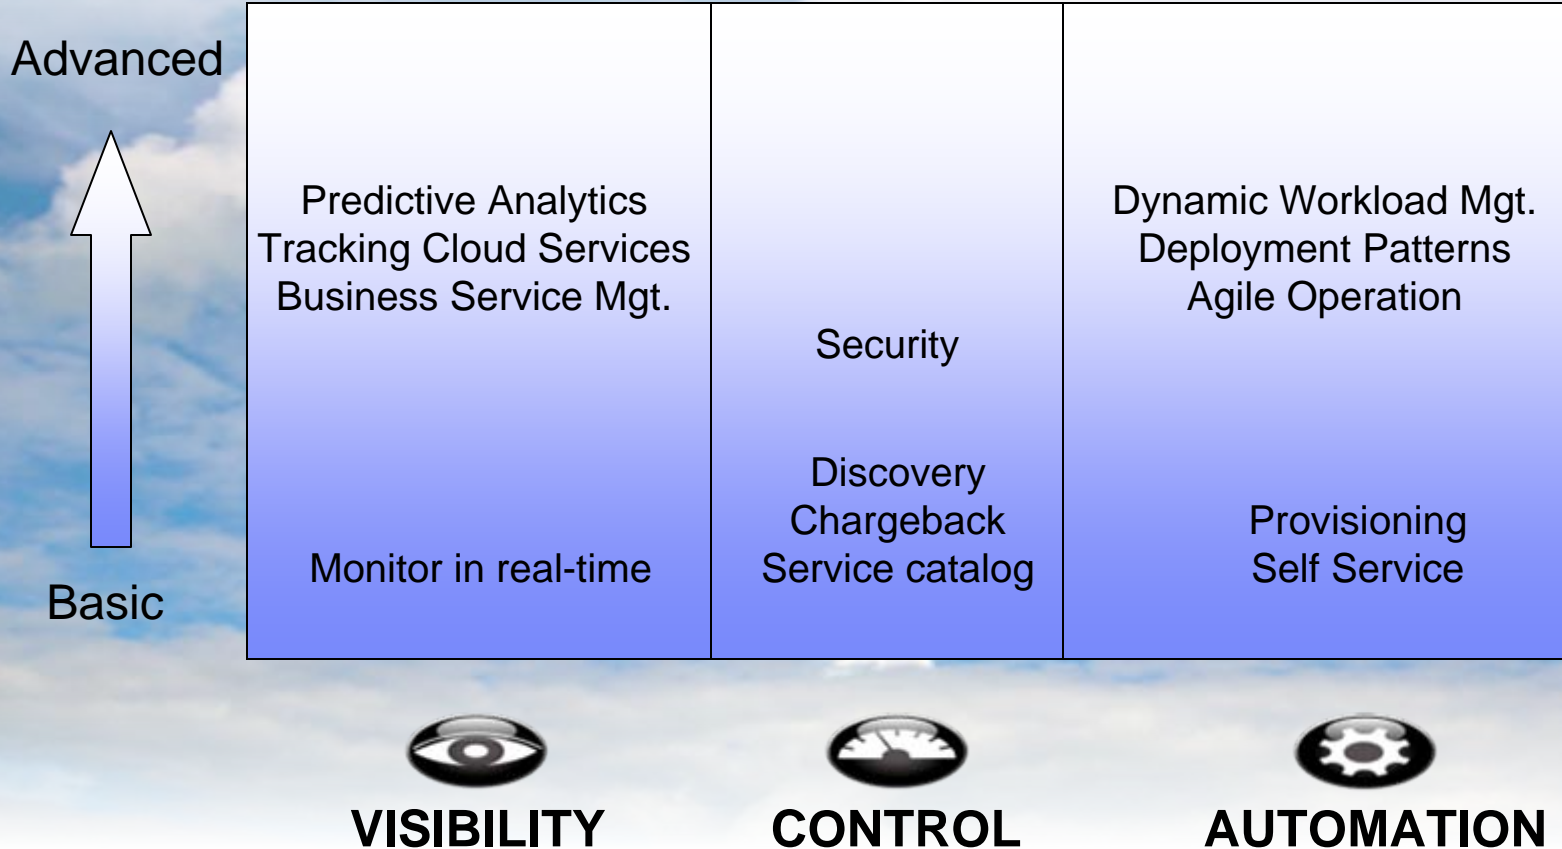 Advanced
Basic
Predictive Analytics
Tracking Cloud Services
Business Service Mgt.
Monitor in real-time
Security
Discovery
Chargeback
Service catalog
Dynamic Workload Mgt.
Deployment Patterns
Agile Operation
Provisioning
Self Service
VISIBILITY
CONTROL
AUTOMATION